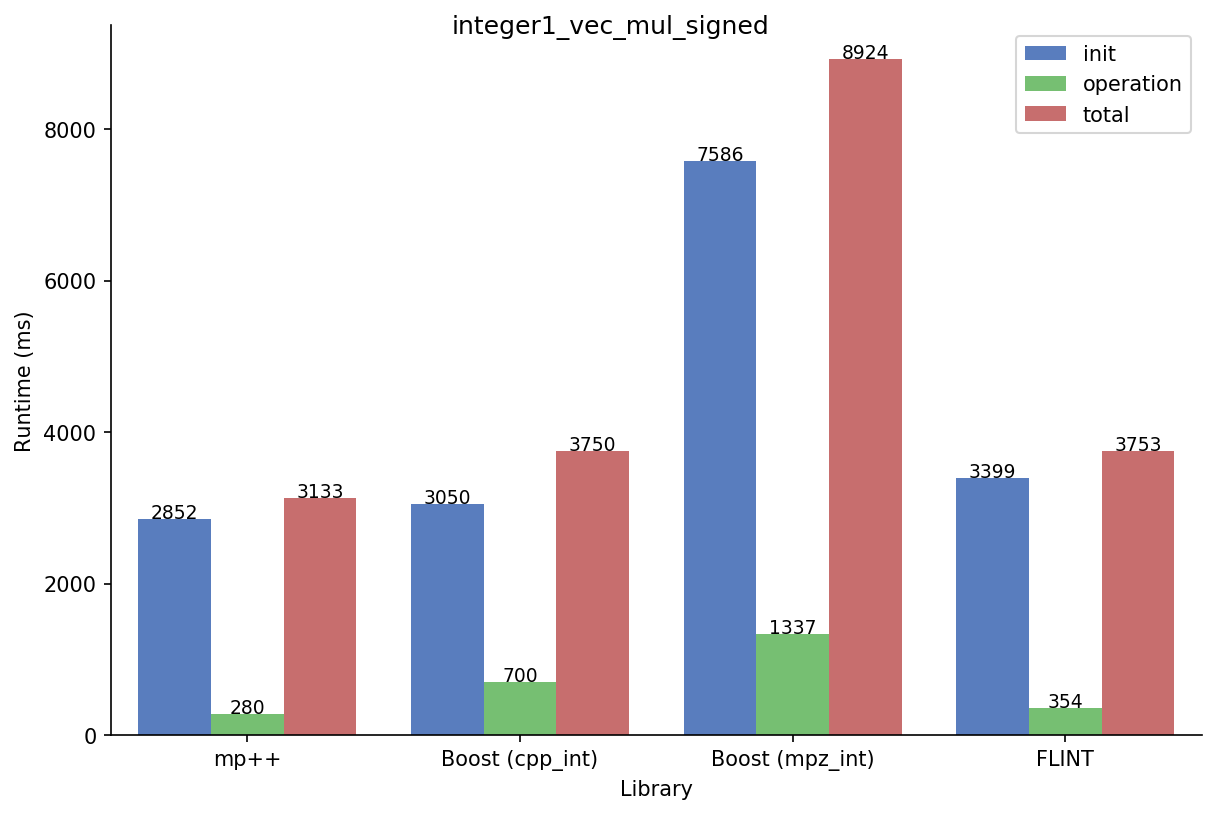 integer1_vec_mul_signed
init
operation
total
Runtime (ms)
8000
6000
4000
2000
0
2852
280
3133
3050
700
3750
7586
1337
8924
3399
354
3753
mp++
Boost (cpp_int)
Boost (mpz_int)
FLINT
Library